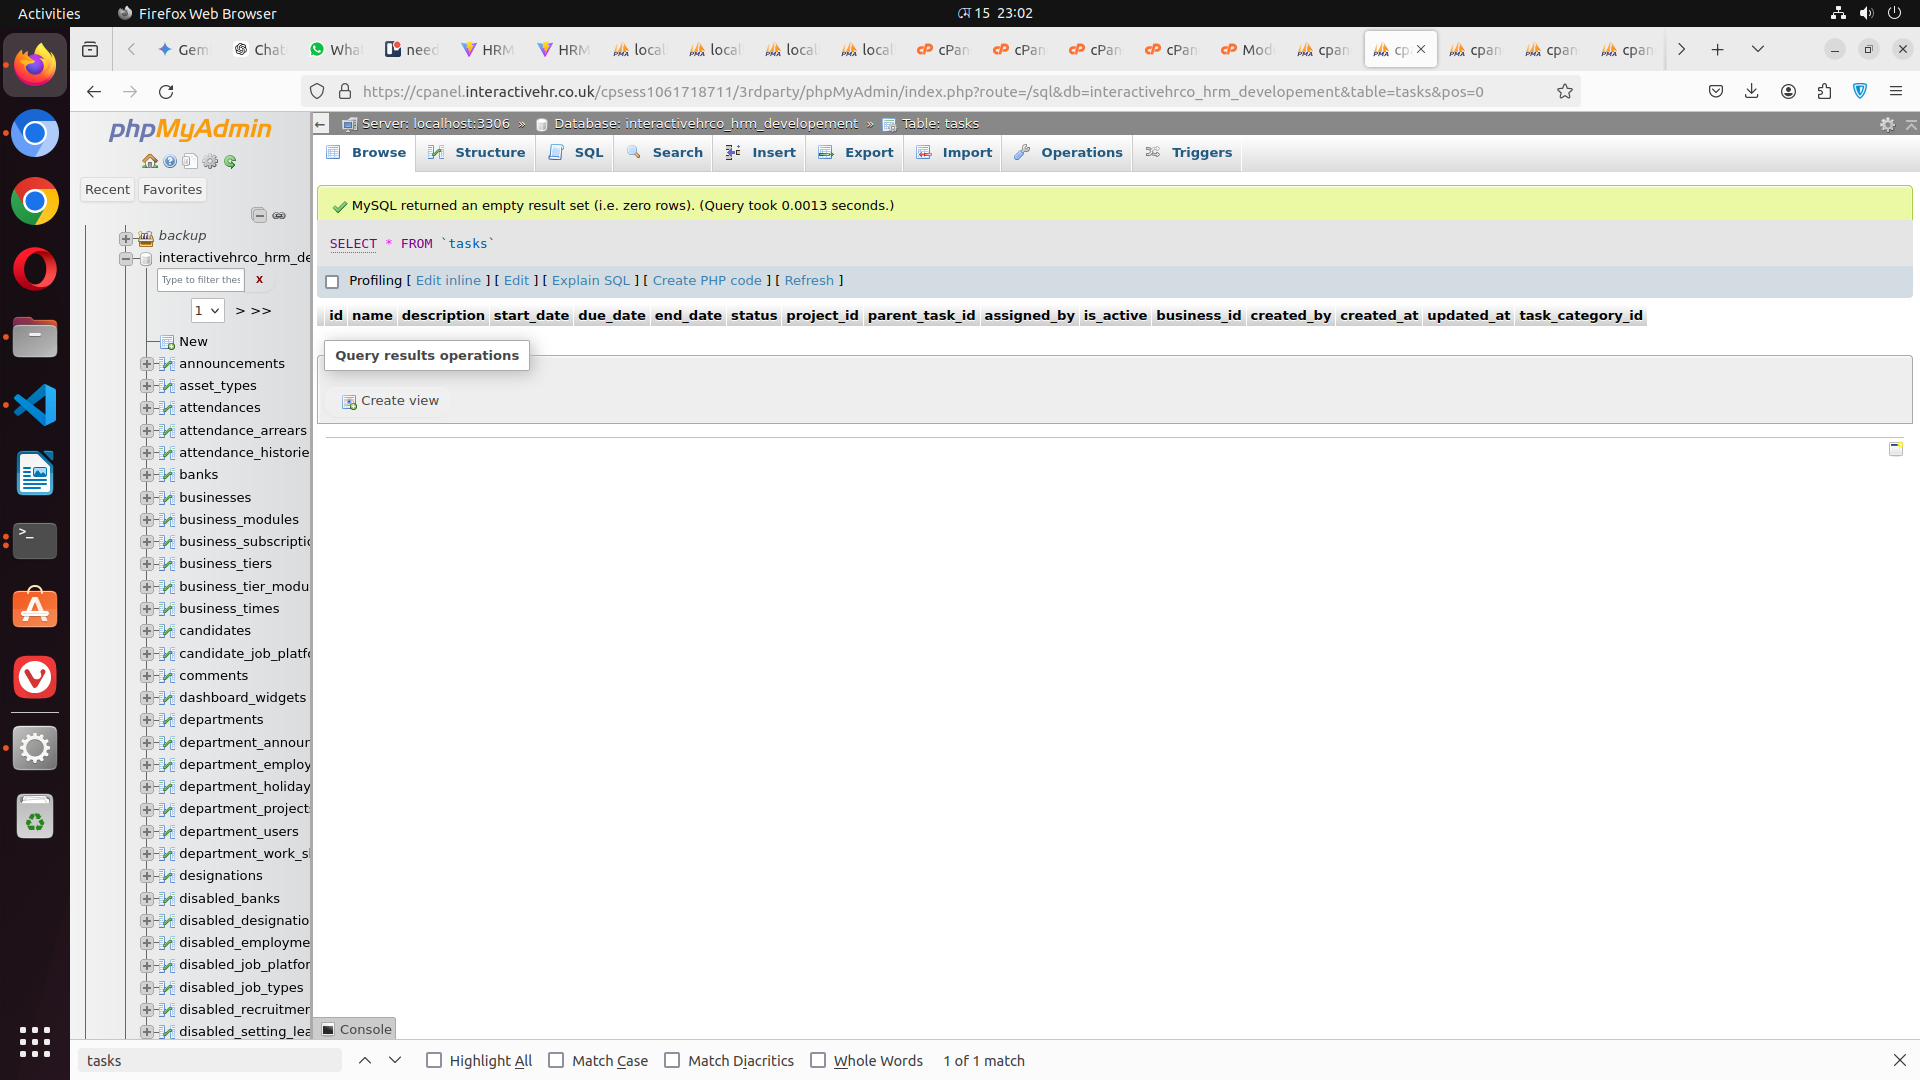 Activities
Firefox Web Browser
15 23:02
Gem
Chat
What
need
HRM
HRM
local
local
local
local
cPan
cPan
cPan
cPan
Mod
cpan
cp
cpan
cpan
cpan
https://cpanel.interactivehr.co.uk/cpsess1061718711/3rdparty/phpMyAdmin/index.php?route=/sql&db=interactivehrco_hrm_developement&table=tasks&pos=0
phpMyAdmin
Recent
Favorites
backup
interactivehrco_hrm_de
Type to filter thes
X
1
> >>
New
announcements
asset_types
attendances
attendance_arrears
attendance_historie
banks
businesses
business_modules
business_subscriptio
business_tiers
business_tier_modu
business_times
candidates
candidate_job_platfo
comments
dashboard_widgets
departments
department_announ
department_employ
department_holiday
department_projects
department_users
department_work_sh
designations
disabled_banks
disabled_designatio
disabled_employme
disabled_job_platfor
disabled_job_types
disabled_recruitmen
disabled_setting_lea
Server: localhost:3306 » Database: interactivehrco_hrm_developement » Table: tasks
Browse
Structure
SQL
Search
Insert
Export
Import
Operations
Triggers
MySQL returned an empty result set (i.e. zero rows). (Query took 0.0013 seconds.)
SELECT * FROM `tasks`
Profiling [ Edit inline ] [ Edit ] [ Explain SQL ] [ Create PHP code ] [ Refresh ]
id name description start_date due_date end_date status project_id parent_task_id assigned_by is_active business_id created_by created_at updated_at task_category_id
Query results operations
Create view
Console
tasks
Highlight All
Match Case
Match Diacritics
Whole Words
1 of 1 match